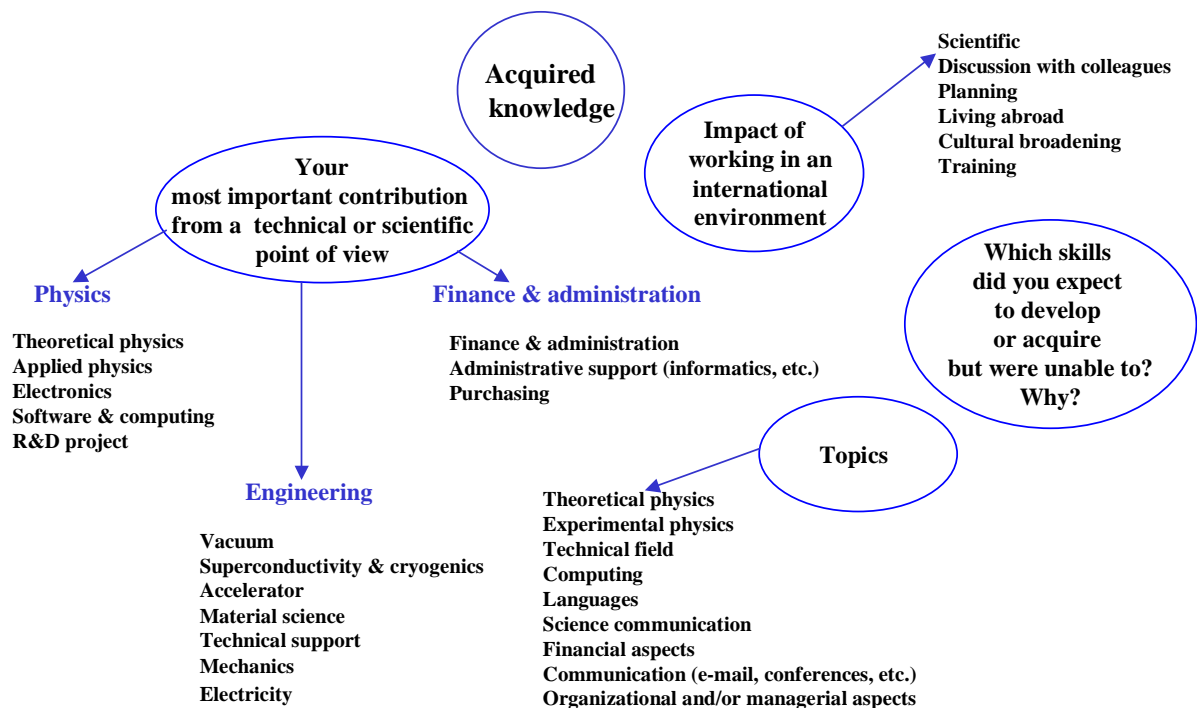 Acquired
knowledge
Scientific
Discussion with colleagues
Planning
Living abroad
Cultural broadening
Training
Impact of
working in an
international
environment
Your
most important contribution
from a technical or scientific
point of view
Which skills
did you expect
to develop
or acquire
but were unable to?
Why?
Physics
Theoretical physics
Applied physics
Electronics
Software & computing
R&D project
Finance & administration
Finance & administration
Administrative support (informatics, etc.)
Purchasing
Engineering
Vacuum
Superconductivity & cryogenics
Accelerator
Material science
Technical support
Mechanics
Electricity
Topics
Theoretical physics
Experimental physics
Technical field
Computing
Languages
Science communication
Financial aspects
Communication (e-mail, conferences, etc.)
Organizational and/or managerial aspects